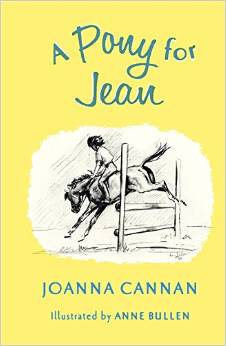 A Pony for
Jean
JOANNA CANNAN
Illustrated by ANNE BULLEN